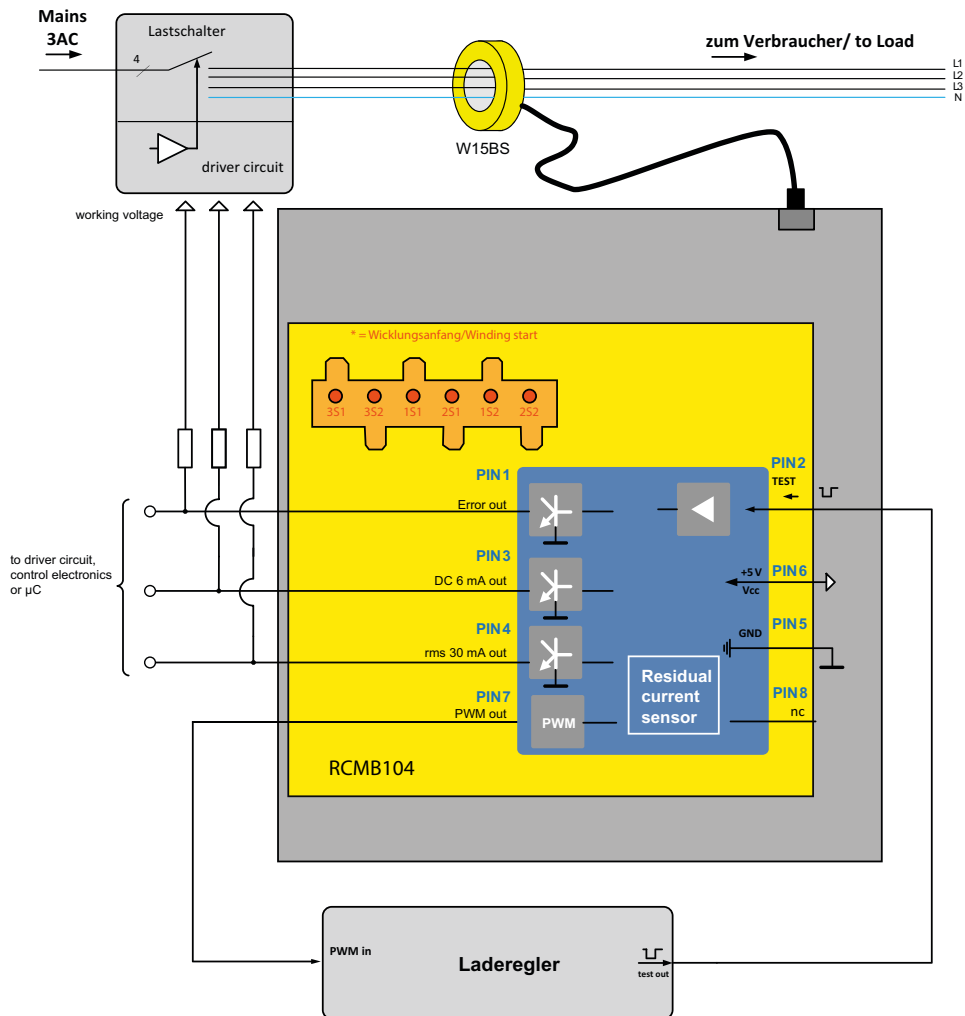 Mains
3AC
Lastschalter
4
driver circuit
zum Verbraucher/ to Load
L1
L2
L3
N
W15BS
working voltage
* = Wicklungsanfang/Winding start
3S1 3S2 1S1 2S1 1S2 2S2
PIN1
Error out
PIN2
TEST
PIN3
DC 6 mA out
+5 V
Vcc
PIN6
to driver circuit,
control electronics
or µC
PIN4
rms 30 mA out
PIN5
GND
Residual
current
sensor
PIN7
PWM out
PWM
PIN8
nc
RCMB104
PWM in
Laderegler
test out